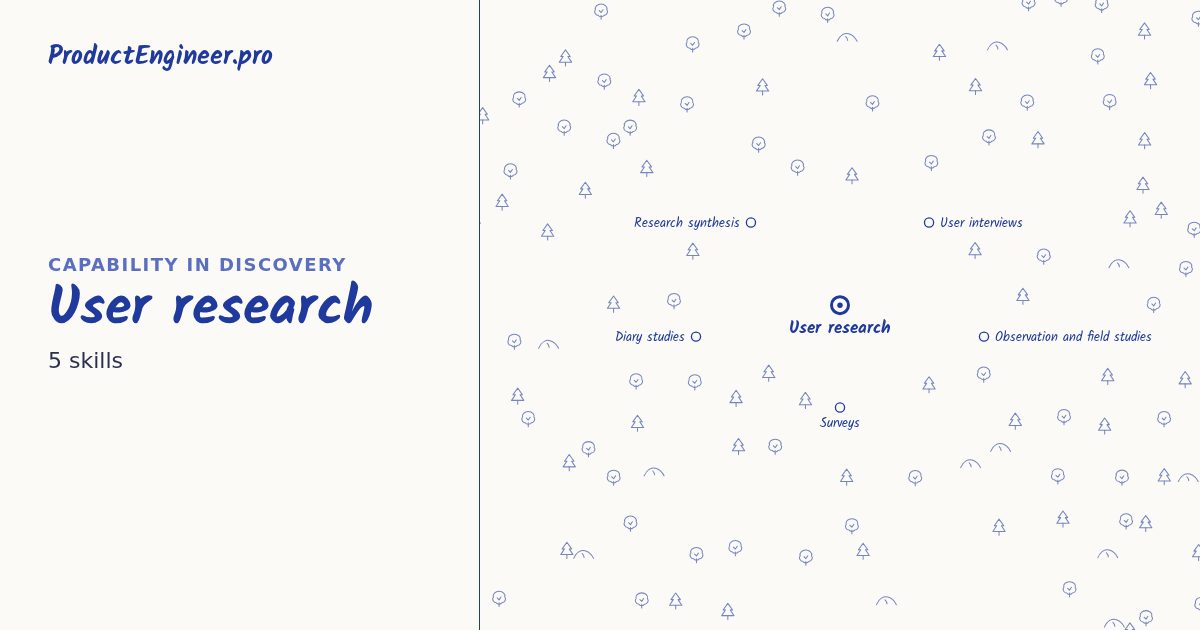 ProductEngineer.pro
CAPABILITY IN DISCOVERY
User research
5 skills
Research synthesis
User interviews
User research
Diary studies
Observation and field studies
Surveys